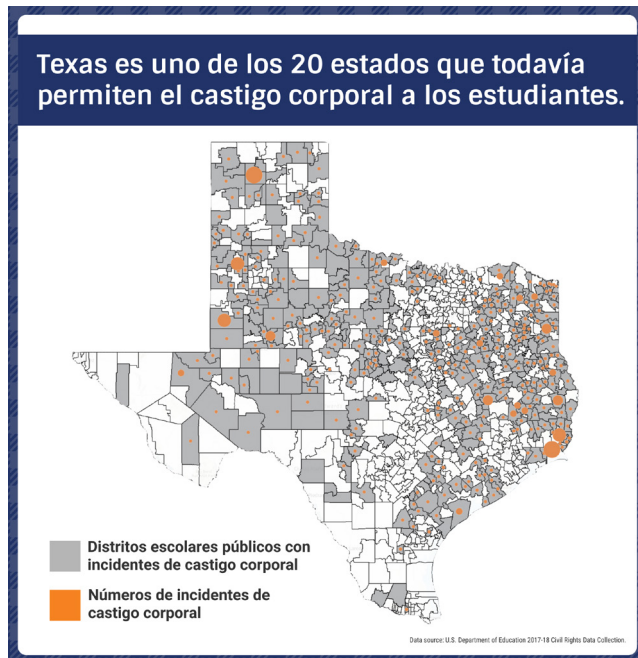 Texas es uno de los 20 estados que todavía
permiten el castigo corporal a los estudiantes.
Distritos escolares públicos con
incidentes de castigo corporal
Números de incidentes de
castigo corporal
Data source: U.S. Department of Education 2017-18 Civil Rights Data Collection.